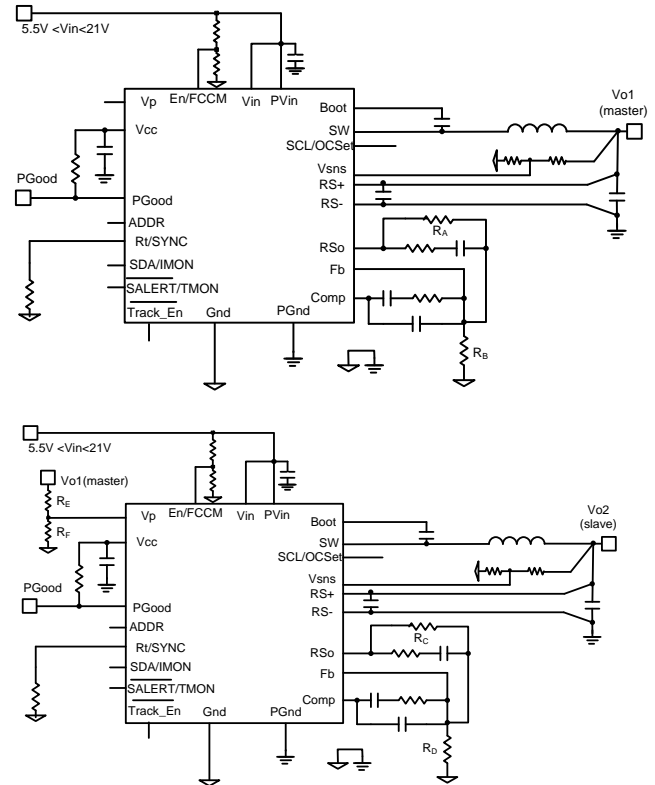 5.5V <Vin<21V
Vp
En/FCCM
Vin
PVin
Boot
Vo1
(master)
Vcc
SW
SCL/OCSet
Vsns
PGood
RS+
PGood
RS-
ADDR
RA
Rt/SYNC
RSo
SDA/IMON
Fb
SALERT/TMON
Comp
Track_En
Gnd
PGnd
RB
5.5V <Vin<21V
Vo1(master)
RE
Vp
En/FCCM
Vin
PVin
Boot
Vo2
(slave)
RF
Vcc
SW
SCL/OCSet
Vsns
PGood
RS+
PGood
RS-
ADDR
RC
Rt/SYNC
RSo
SDA/IMON
Fb
SALERT/TMON
Comp
Track_En
Gnd
PGnd
RD